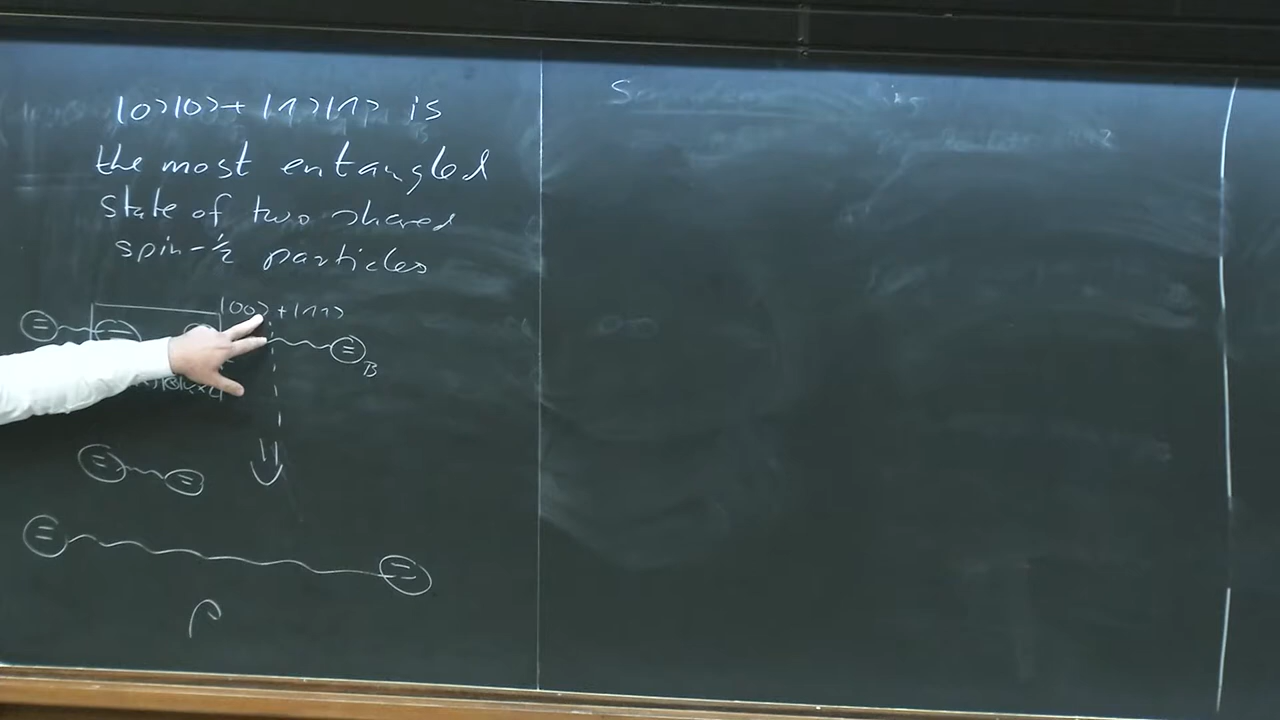 |0>|0> + |1>|1> is
the most entangled
state of two shared
spin-½ particles
|00> + |11>
B
ρ